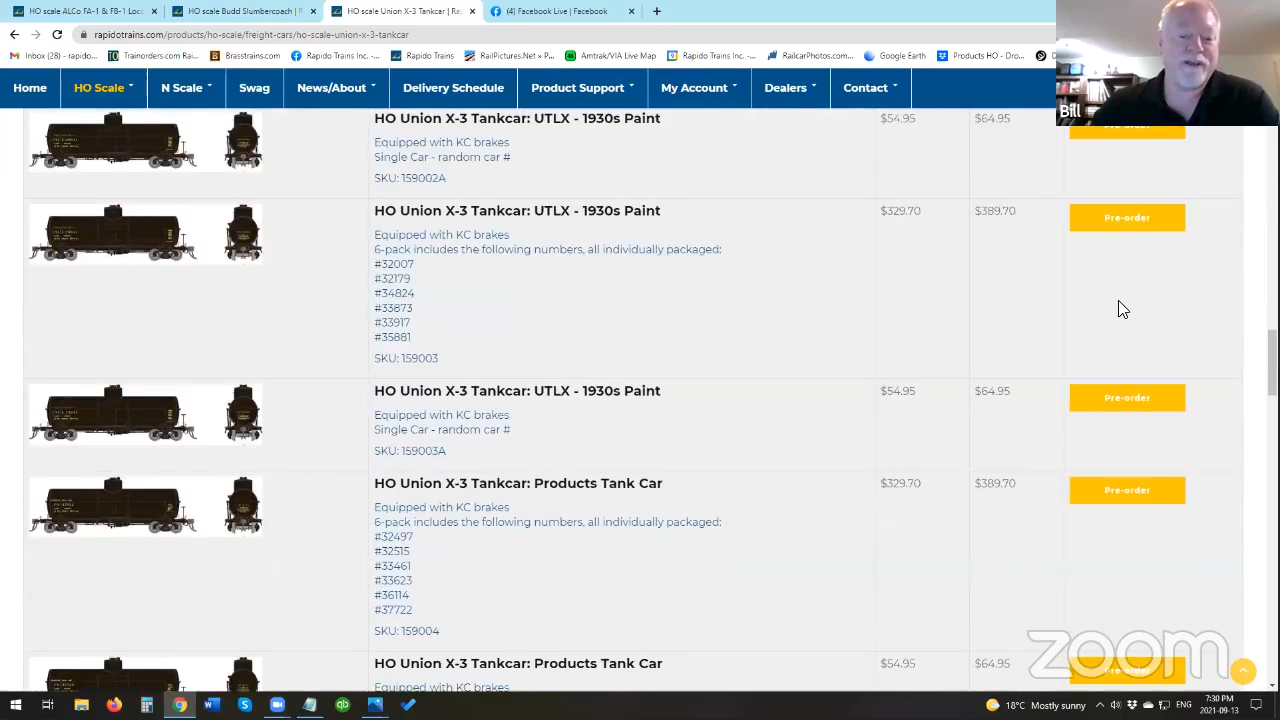 HO scale ALCo FA-1 & FB-1 Loco
HO scale Budd Slumbercoach | R
HO scale Union X-3 Tankcar | Rap
(4) Facebook Live | Facebook
rapidotrains.com/products/ho-scale/freight-cars/ho-scale-union-x-3-tankcar
Inbox (28) - rapido...
Trainorders.com Rai...
Brasstrains.com
Rapido Trains Inc. -...
Rapido Trains
RailPictures.Net » P...
Amtrak/VIA Live Map
Rapido Trains Inc. -...
RailcarPhotos.com...
Google Earth
Products HO - Dro...
Home
HO Scale
N Scale
Swag
News/About
Delivery Schedule
Product Support
My Account
Dealers
Contact
Bill
HO Union X-3 Tankcar: UTLX - 1930s Paint
$54.95
$64.95
Pre-order
Equipped with KC brakes
Single Car - random car #
SKU: 159002A
HO Union X-3 Tankcar: UTLX - 1930s Paint
$329.70
$389.70
Pre-order
Equipped with KC brakes
6-pack includes the following numbers, all individually packaged:
#32007
#32179
#34824
#33873
#33917
#35881
SKU: 159003
HO Union X-3 Tankcar: UTLX - 1930s Paint
$54.95
$64.95
Pre-order
Equipped with KC brakes
Single Car - random car #
SKU: 159003A
HO Union X-3 Tankcar: Products Tank Car
$329.70
$389.70
Pre-order
Equipped with KC brakes
6-pack includes the following numbers, all individually packaged:
#32497
#32515
#33461
#33623
#36114
#37722
SKU: 159004
HO Union X-3 Tankcar: Products Tank Car
$54.95
$64.95
Pre-order
Equipped with KC brakes
zoom
18°C Mostly sunny
ENG
7:30 PM
2021-09-13